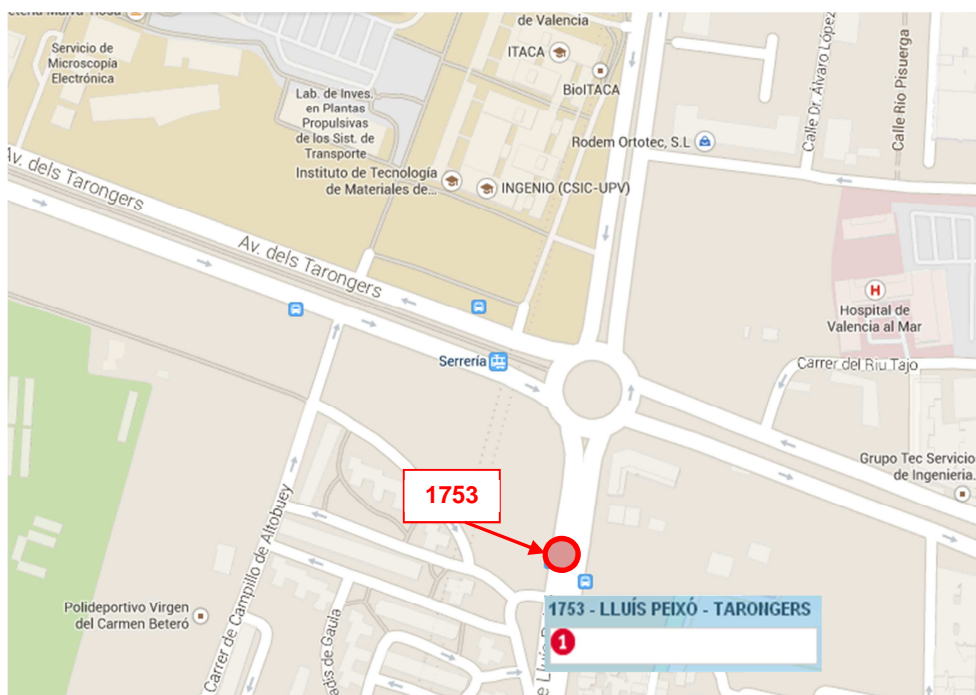 de Valencia
ITACA
BioITACA
Servicio de
Microscopía
Electrónica
Lab. de Inves.
en Plantas
Propulsivas
de los Sist. de
Transporte
Instituto de Tecnología
de Materiales de...
INGENIO (CSIC-UPV)
Rodem Ortotec, S.L
Calle Dr. Álvaro López
Calle Río Pisuerga
Av. dels Tarongers
Av. dels Tarongers
H
Hospital de
Valencia al Mar
Serrería
Carrer del Riu Tajo
Grupo Tec Servicio
de Ingenieria.
1753
Carrer de Campillo de Altobuey
Polideportivo Virgen
del Carmen Beteró
de Gaula
1753 - LLUÍS PEIXÓ - TARONGERS
1